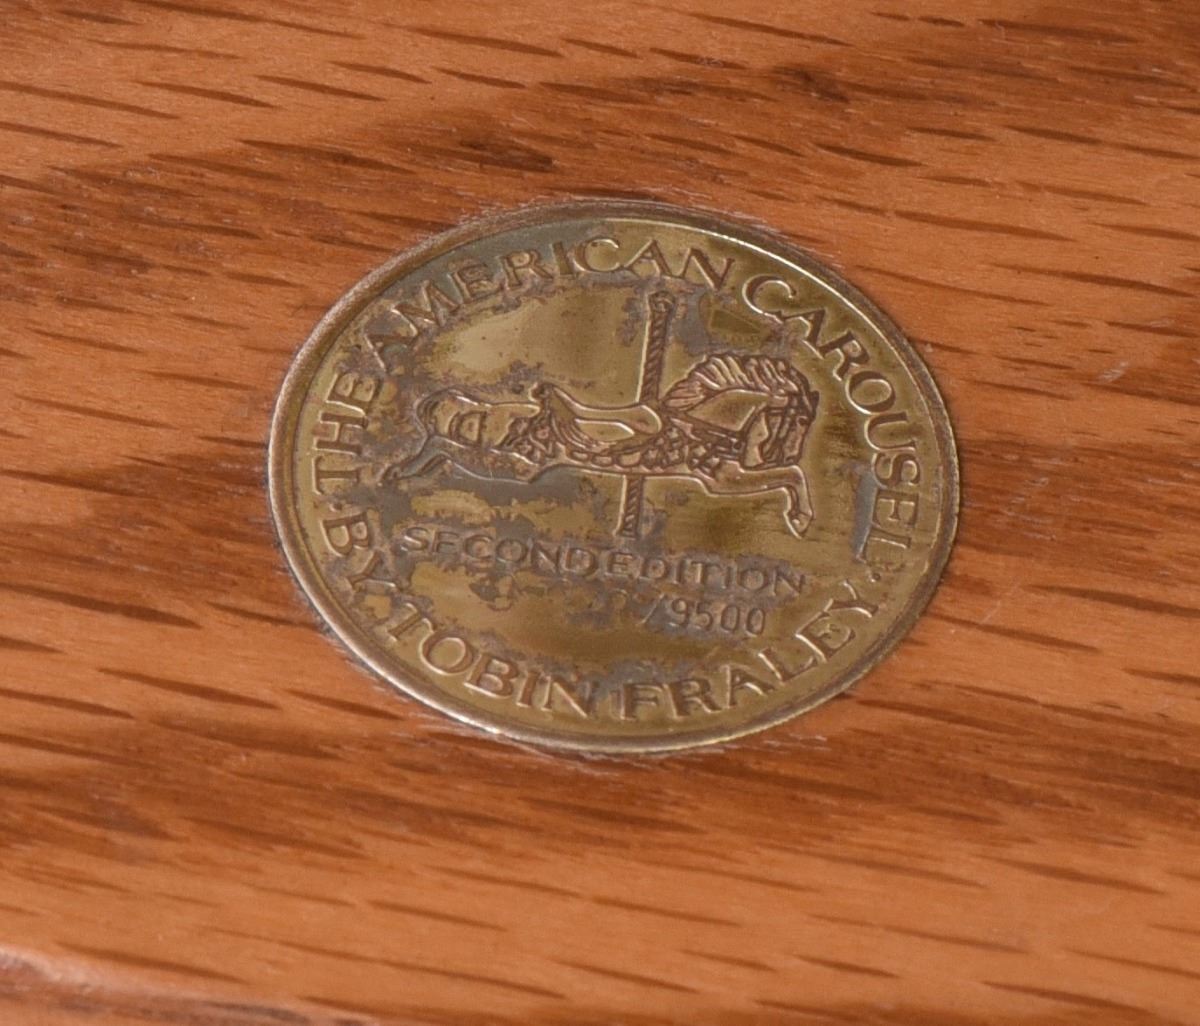 THE AMERICAN CAROUSEL
SECOND EDITION
/9500
BY TOBIN FRALEY